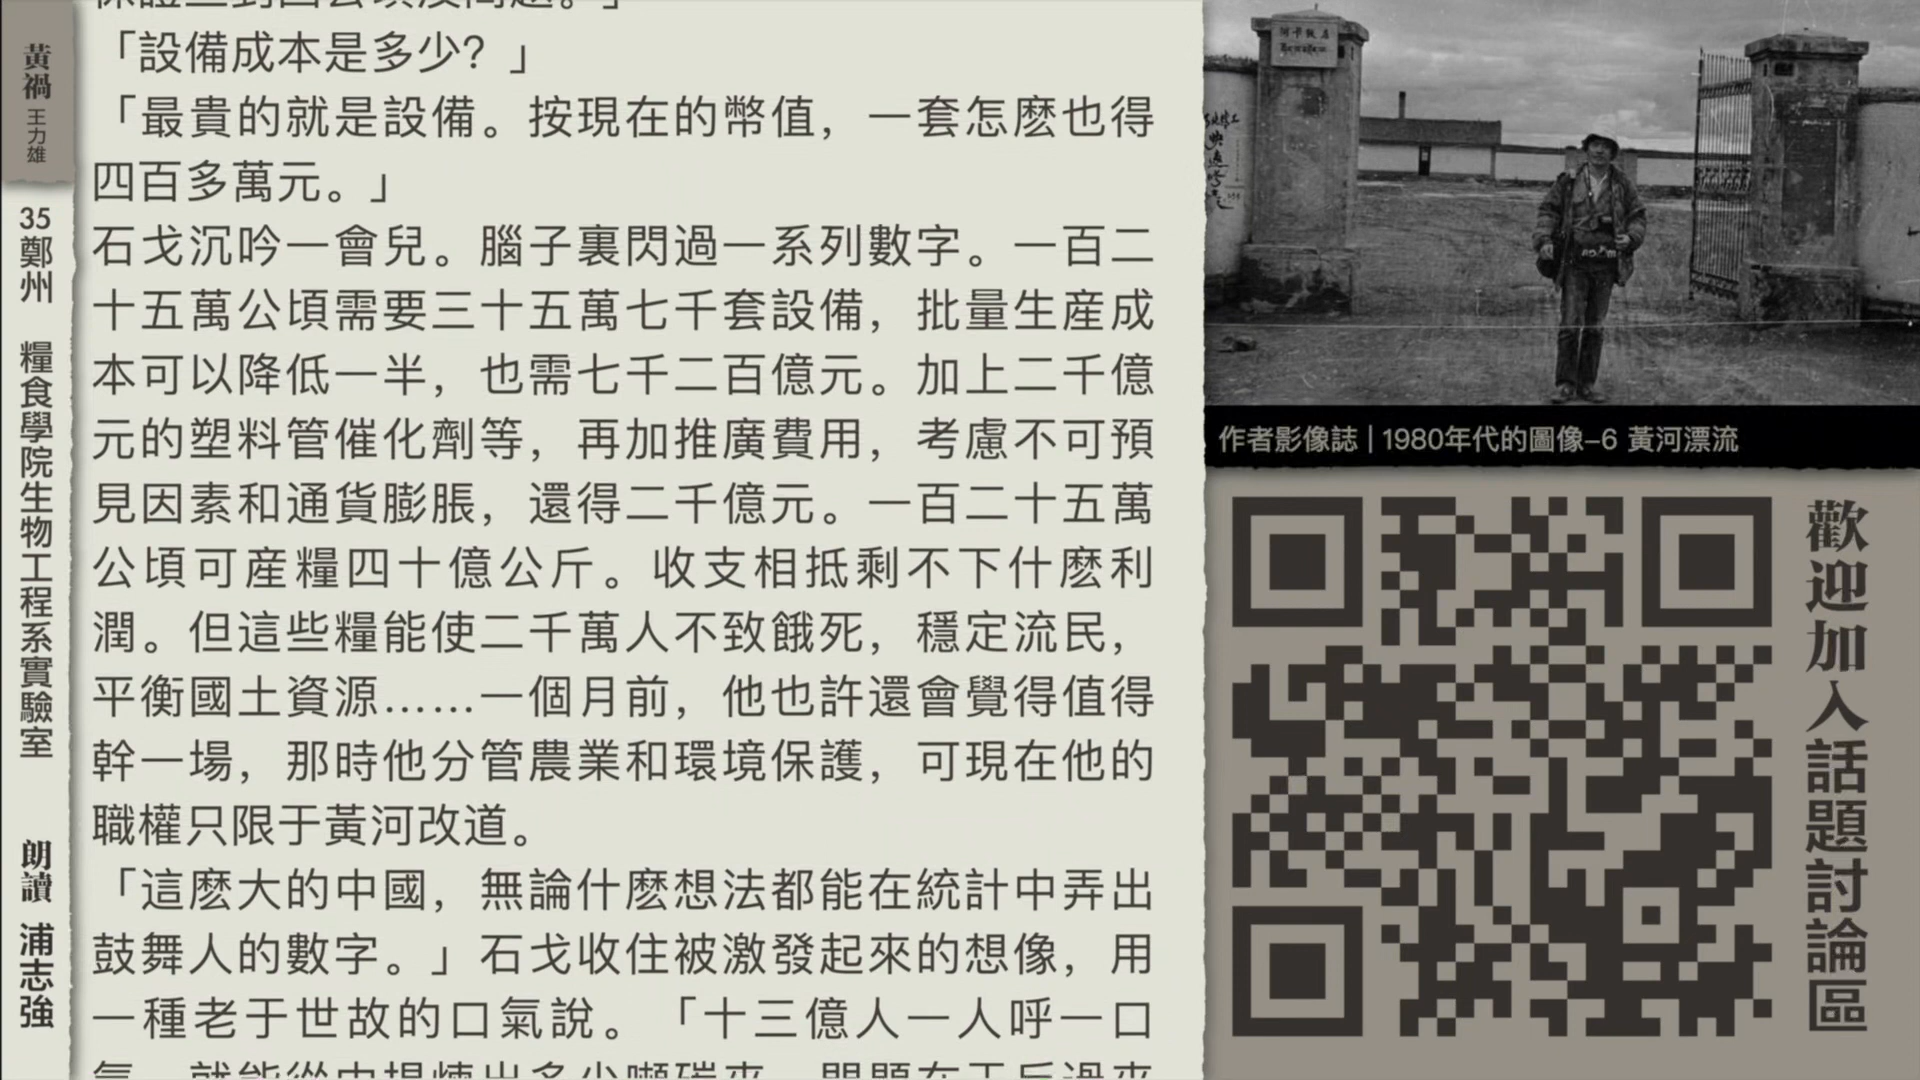 黃禍 王力雄
35鄭州 糧食學院生物工程系實驗室
朗讀 浦志強
「設備成本是多少？」
「最貴的就是設備。按現在的幣值，一套怎麽也得
四百多萬元。」
石戈沉吟一會兒。腦子裏閃過一系列數字。一百二
十五萬公頃需要三十五萬七千套設備，批量生産成
本可以降低一半，也需七千二百億元。加上二千億
元的塑料管催化劑等，再加推廣費用，考慮不可預
見因素和通貨膨脹，還得二千億元。一百二十五萬
公頃可産糧四十億公斤。收支相抵剩不下什麽利
潤。但這些糧能使二千萬人不致餓死，穩定流民，
平衡國土資源……一個月前，他也許還會覺得值得
幹一場，那時他分管農業和環境保護，可現在他的
職權只限于黃河改道。
「這麽大的中國，無論什麽想法都能在統計中弄出
鼓舞人的數字。」石戈收住被激發起來的想像，用
一種老于世故的口氣說。「十三億人一人呼一口
作者影像誌 | 1980年代的圖像–6 黃河漂流
歡迎加入話題討論區